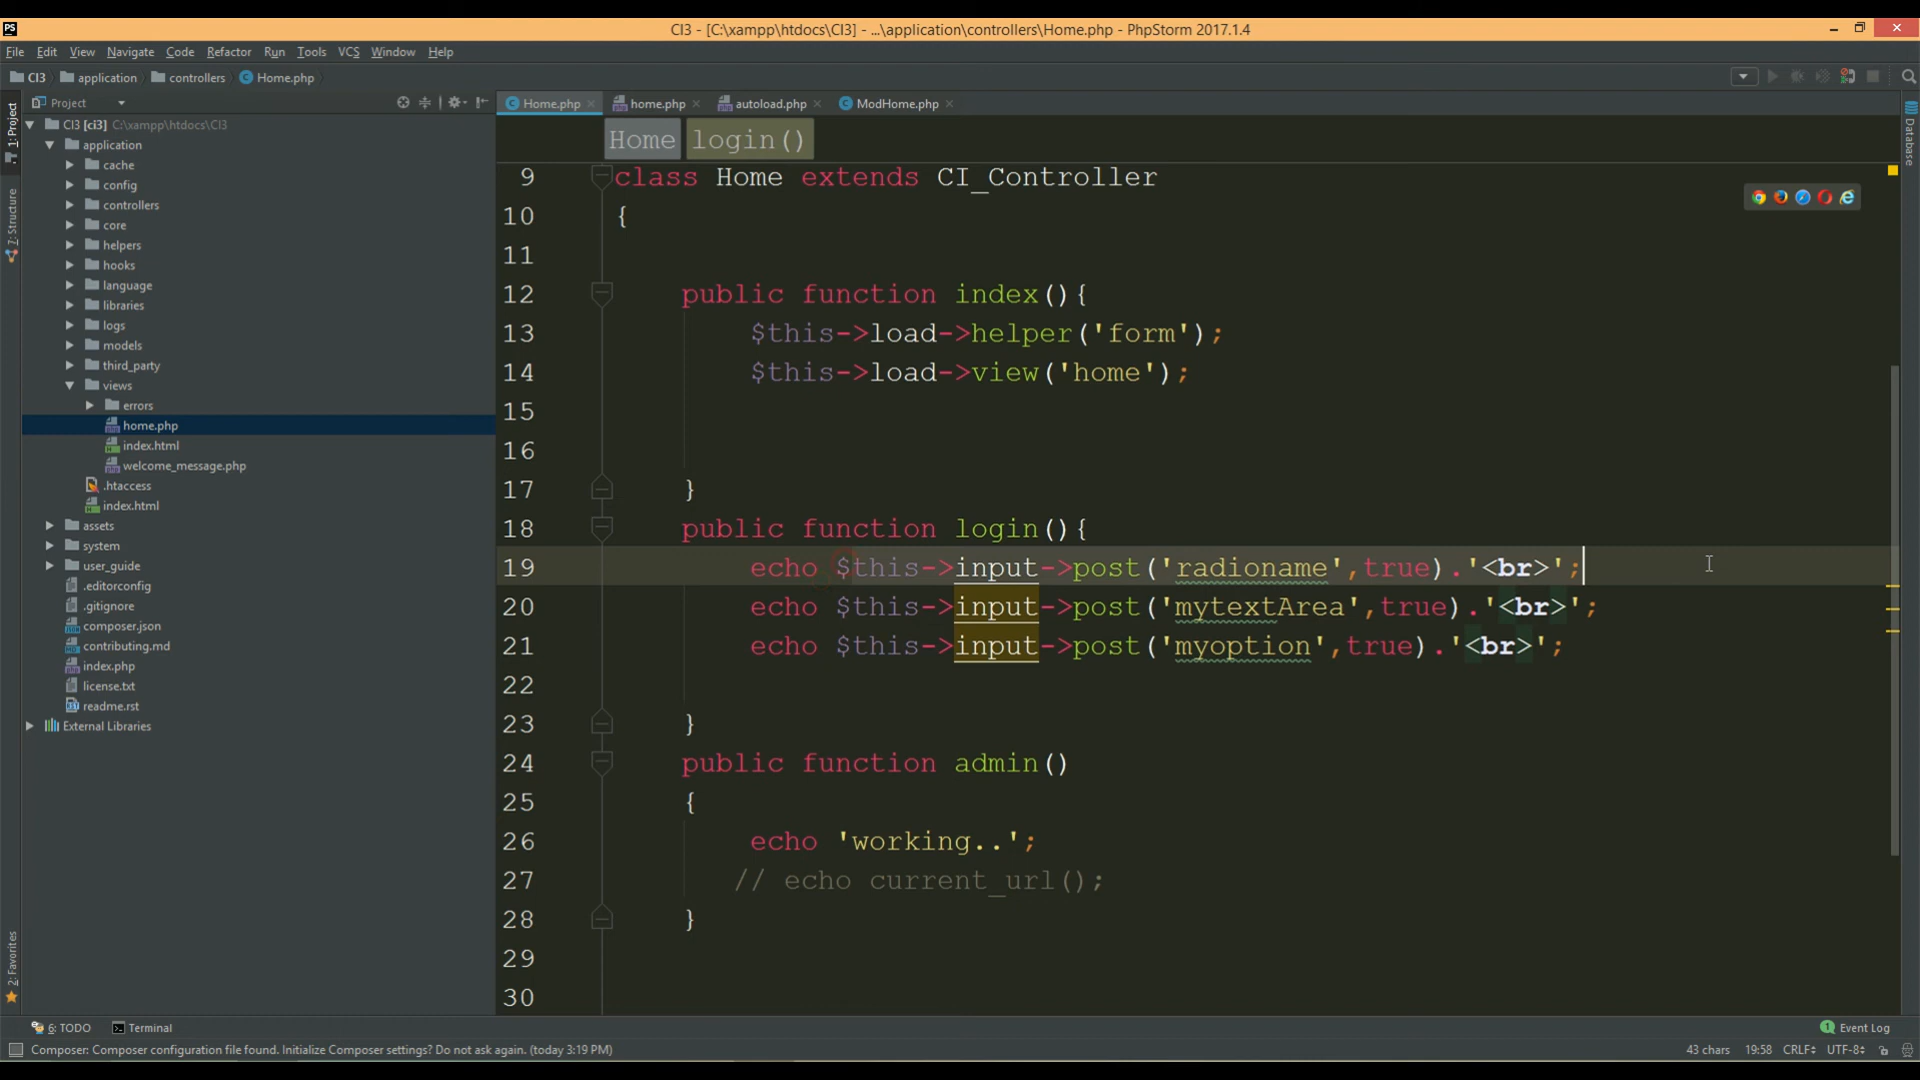 PS CI3 - [C:\xampp\htdocs\CI3] - ...\application\controllers\Home.php - PhpStorm 2017.1.4
File Edit View Navigate Code Refactor Run Tools VCS Window Help
CI3 application controllers Home.php
1: Project
Z: Structure
2: Favorites
Database
Project
CI3 [ci3] C:\xampp\htdocs\CI3
application
cache
config
controllers
core
helpers
hooks
language
libraries
logs
models
third_party
views
errors
home.php
index.html
welcome_message.php
.htaccess
index.html
assets
system
user_guide
.editorconfig
.gitignore
composer.json
contributing.md
index.php
license.txt
readme.rst
External Libraries
Home.php home.php autoload.php ModHome.php
Home login()
9 class Home extends CI_Controller
10 {
11
12 public function index(){
13 $this->load->helper('form');
14 $this->load->view('home');
15
16
17 }
18 public function login(){
19 echo $this->input->post('radioname',true).'<br>';
20 echo $this->input->post('mytextArea',true).'<br>';
21 echo $this->input->post('myoption',true).'<br>';
22
23 }
24 public function admin()
25 {
26 echo 'working..';
27 // echo current_url();
28 }
29
30
6: TODO Terminal 1 Event Log
Composer: Composer configuration file found. Initialize Composer settings? Do not ask again. (today 3:19 PM) 43 chars 19:58 CRLF UTF-8